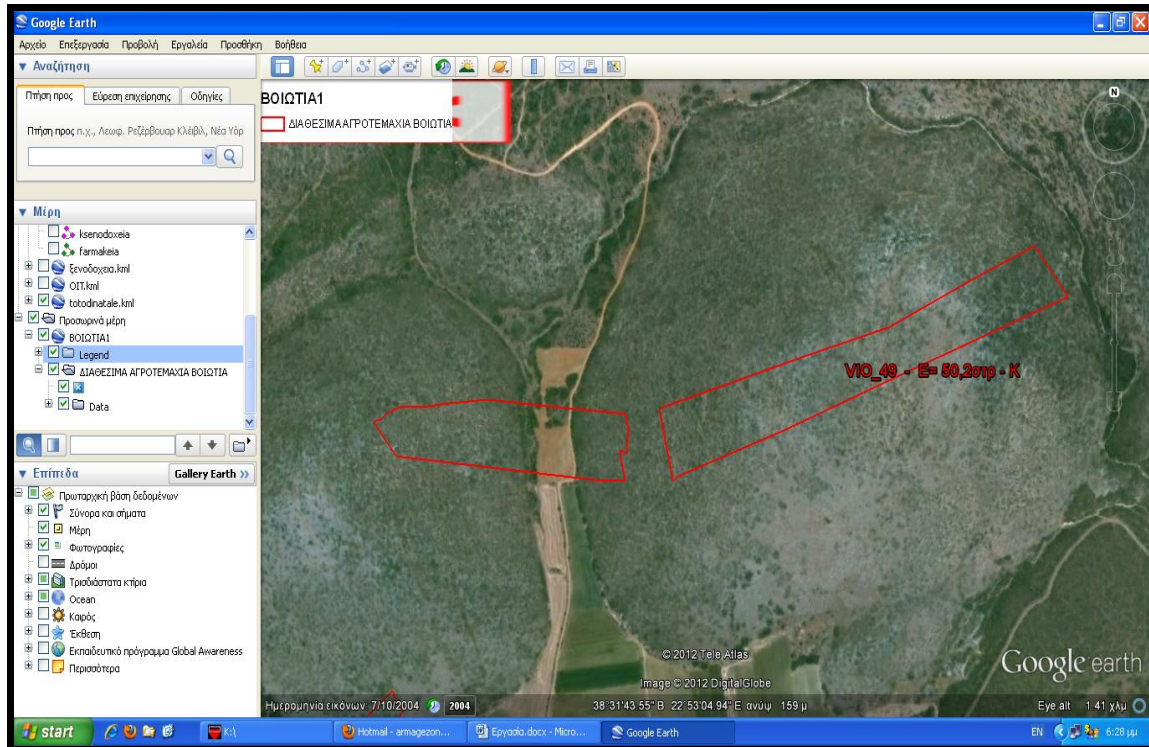 Google Earth
Αρχείο Επεξεργασία Προβολή Εργαλεία Προσθήκη Βοήθεια
Αναζήτηση
Πτήση προς Εύρεση επιχείρησης Οδηγίες
Πτήση προς π.χ., Λεωφ. Ρεζέρβουαρ Κλέιβιλ, Νέα Υόρ
Μέρη
ksenodoxeia
farmakeia
ξενοδοχεια.kml
OIT.kml
totodinatale.kml
Προσωρινά μέρη
ΒΟΙΩΤΙΑ1
Legend
ΔΙΑΘΕΣΙΜΑ ΑΓΡΟΤΕΜΑΧΙΑ ΒΟΙΩΤΙΑ
Data
Επίπεδα
Gallery Earth >>
Πρωταρχική βάση δεδομένων
Σύνορα και σήματα
Μέρη
Φωτογραφίες
Δρόμοι
Τρισδιάστατα κτίρια
Ocean
Καιρός
Έκθεση
Εκπαιδευτικό πρόγραμμα Global Awareness
Περισσότερα
ΒΟΙΩΤΙΑ1
ΔΙΑΘΕΣΙΜΑ ΑΓΡΟΤΕΜΑΧΙΑ ΒΟΙΩΤΙΑ
N
VIO_49 - E= 50,2στρ - Κ
© 2012 Tele Atlas
Image © 2012 DigitalGlobe
Google earth
Ημερομηνία εικόνων: 7/10/2004 2004 38°31'43.55" Β 22°53'04.94" Ε ανύψ 159 μ Eye alt 1.41 χλμ
start K:\ Hotmail - armagezon... Εργασία.docx - Micro... Google Earth EN 6:28 μμ